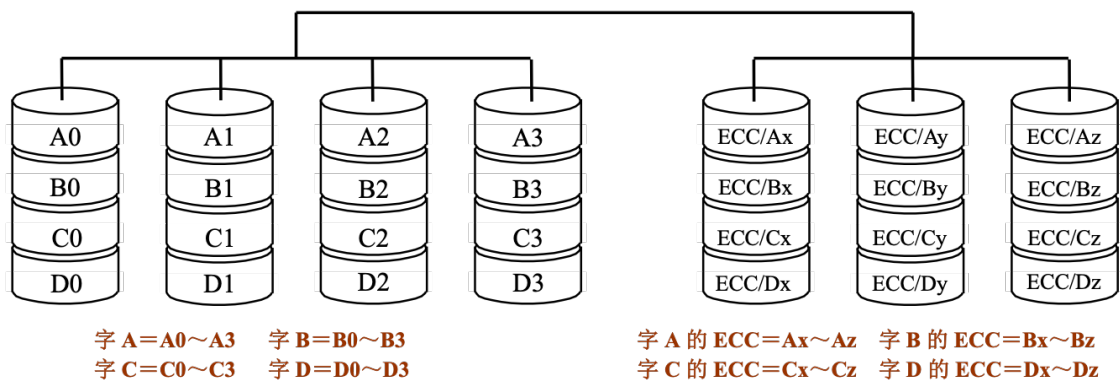 A0 A1 A2 A3 ECC/Ax ECC/Ay ECC/Az
B0 B1 B2 B3 ECC/Bx ECC/By ECC/Bz
C0 C1 C2 C3 ECC/Cx ECC/Cy ECC/Cz
D0 D1 D2 D3 ECC/Dx ECC/Dy ECC/Dz
字 A＝A0～A3 字 B＝B0～B3 字 A 的 ECC＝Ax～Az 字 B 的 ECC＝Bx～Bz
字 C＝C0～C3 字 D＝D0～D3 字 C 的 ECC＝Cx～Cz 字 D 的 ECC＝Dx～Dz